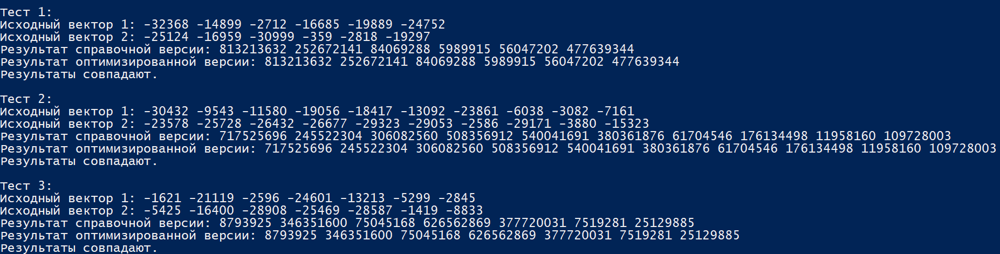 Тест 1:
Исходный вектор 1: -32368 -14899 -2712 -16685 -19889 -24752
Исходный вектор 2: -25124 -16959 -30999 -359 -2818 -19297
Результат справочной версии: 813213632 252672141 84069288 5989915 56047202 477639344
Результат оптимизированной версии: 813213632 252672141 84069288 5989915 56047202 477639344
Результаты совпадают.
Тест 2:
Исходный вектор 1: -30432 -9543 -11580 -19056 -18417 -13092 -23861 -6038 -3082 -7161
Исходный вектор 2: -23578 -25728 -26432 -26677 -29323 -29053 -2586 -29171 -3880 -15323
Результат справочной версии: 717525696 245522304 306082560 508356912 540041691 380361876 61704546 176134498 11958160 109728003
Результат оптимизированной версии: 717525696 245522304 306082560 508356912 540041691 380361876 61704546 176134498 11958160 109728003
Результаты совпадают.
Тест 3:
Исходный вектор 1: -1621 -21119 -2596 -24601 -13213 -5299 -2845
Исходный вектор 2: -5425 -16400 -28908 -25469 -28587 -1419 -8833
Результат справочной версии: 8793925 346351600 75045168 626562869 377720031 7519281 25129885
Результат оптимизированной версии: 8793925 346351600 75045168 626562869 377720031 7519281 25129885
Результаты совпадают.